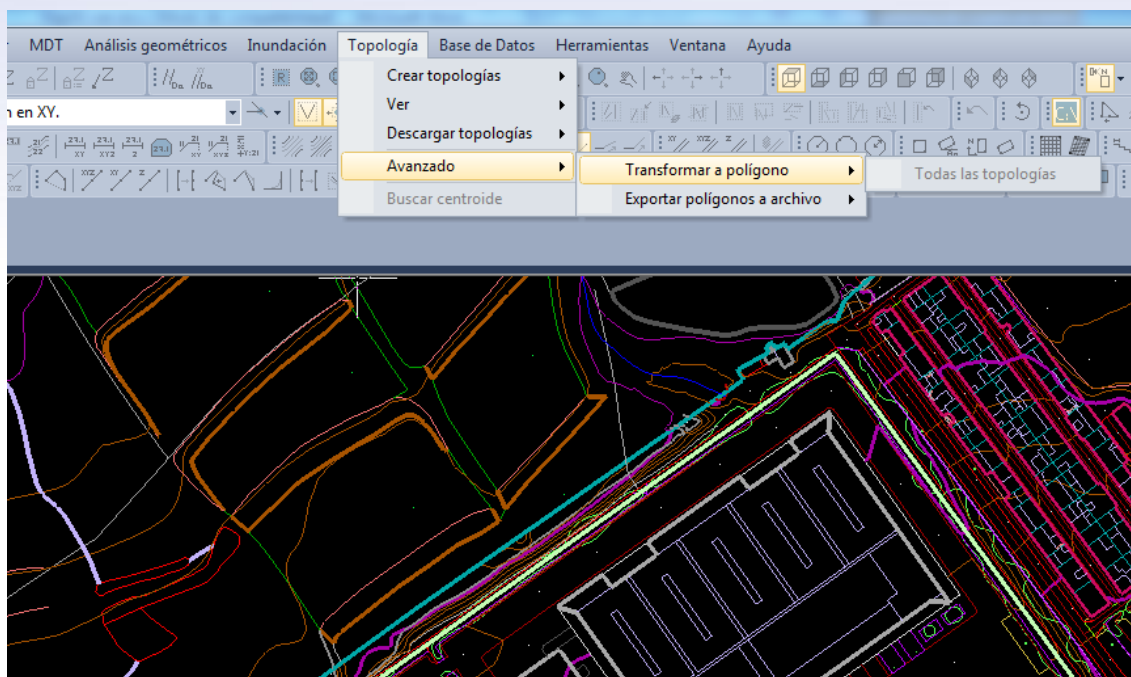 MDT Análisis geométricos Inundación Topología Base de Datos Herramientas Ventana Ayuda
Crear topologías
n en XY.
Ver
Descargar topologías
Avanzado
Transformar a polígono
Todas las topologías
Buscar centroide
Exportar polígonos a archivo